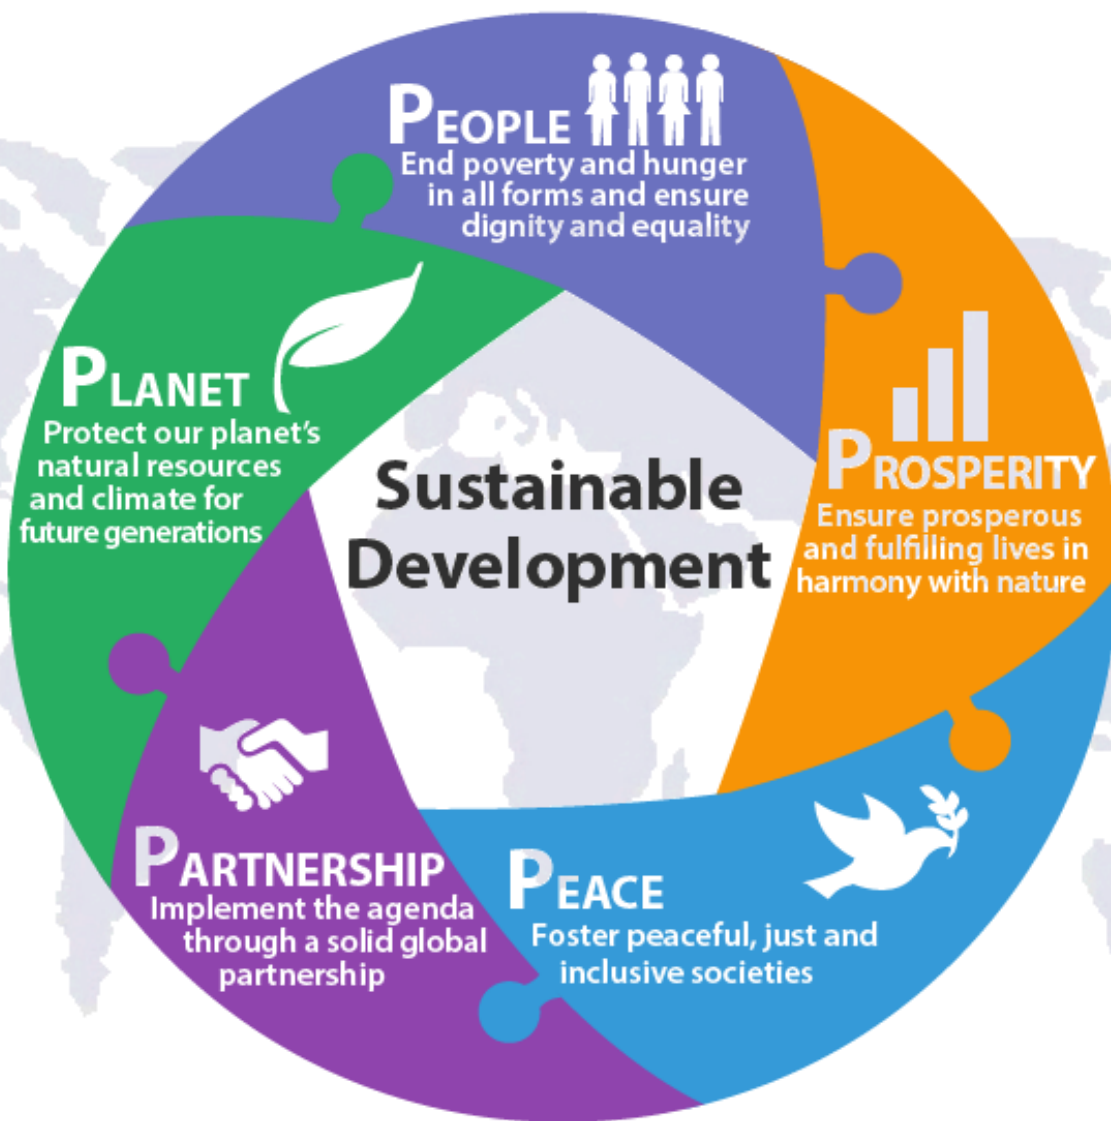 PEOPLE
End poverty and hunger
in all forms and ensure
dignity and equality
PROSPERITY
Ensure prosperous
and fulfilling lives in
harmony with nature
PEACE
Foster peaceful, just and
inclusive societies
PARTNERSHIP
Implement the agenda
through a solid global
partnership
PLANET
Protect our planet's
natural resources
and climate for
future generations
Sustainable
Development